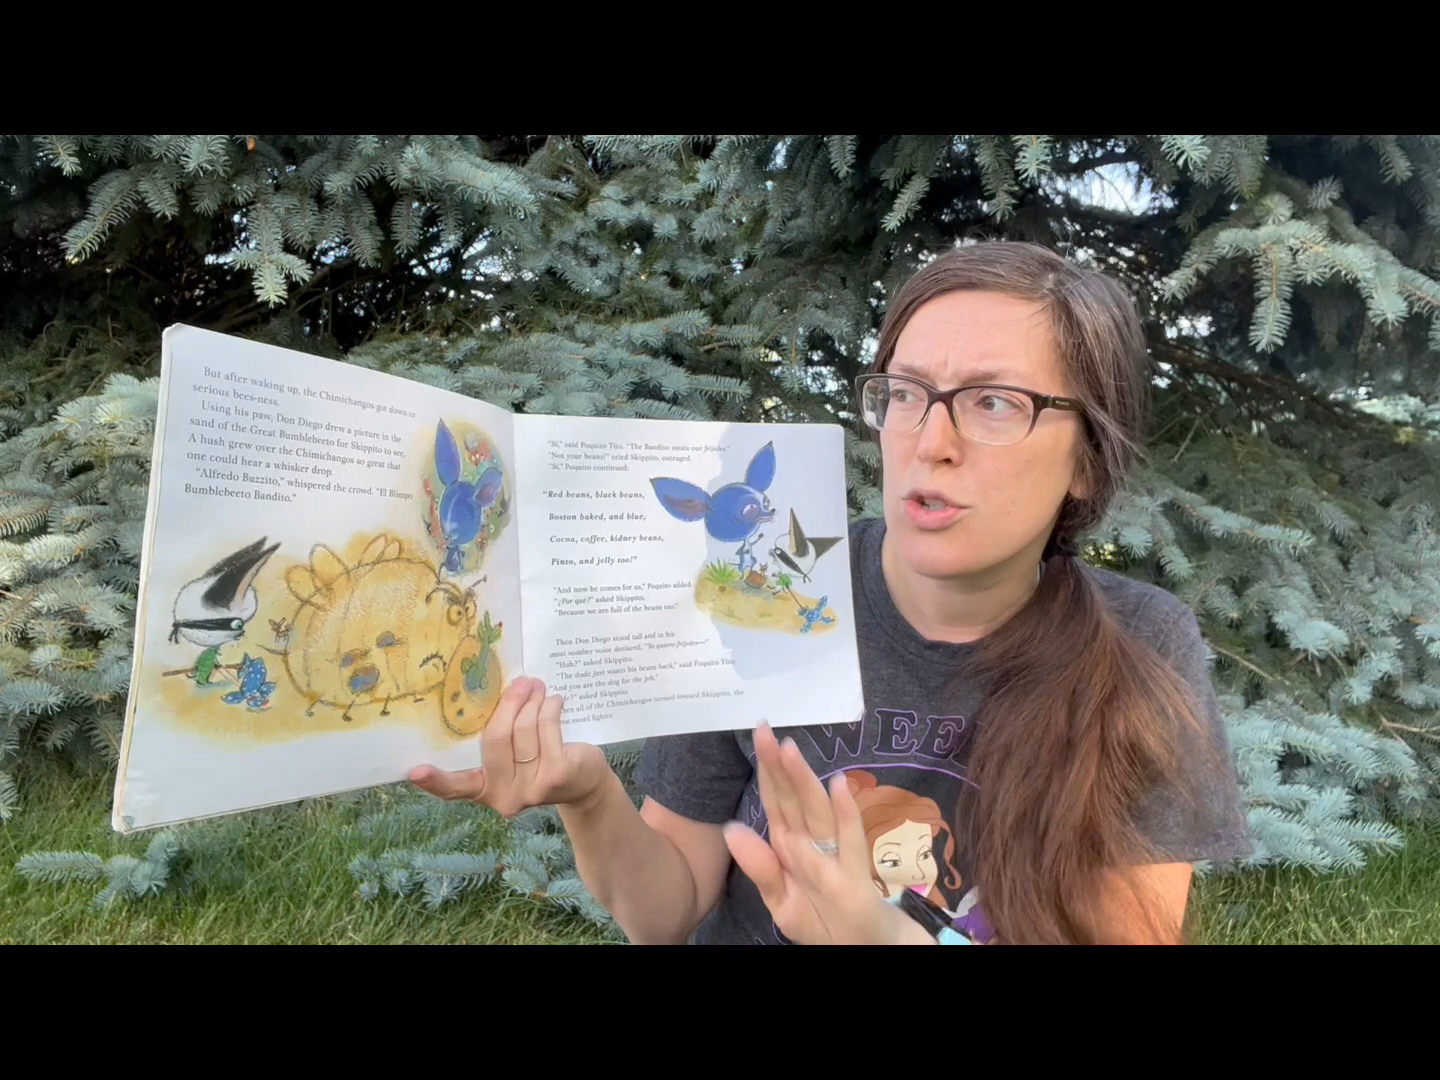 But after waking up, the Chimichangos got down to
serious bees-ness.
Using his paw, Don Diego drew a picture in the
sand of the Great Bumblebeeto for Skippito to see.
A hush grew over the Chimichangos so great that
one could hear a whisker drop.
"Alfredo Buzzito," whispered the crowd. "El Blimpo
Bumblebeeto Bandito."
"Sí," said Poquito Tito. "The Bandito steals our frijoles."
"Not your beans!" cried Skippito, outraged.
"Sí," Poquito continued:
"Red beans, black beans,
Boston baked, and blue,
Cocoa, coffee, kidney beans,
Pinto, and jelly too!"
"And now he comes for us," Poquito added.
"¿Por qué?" asked Skippito.
"Because we are full of the beans too."
Then Don Diego stood tall and in his
most somber voice declared, "Yo quiero frijoles—"
"Huh?" asked Skippito.
"The dude just wants his beans back," said Poquito Tito.
"And you are the dog for the job."
asked Skippito.
all of the Chimichangos turned toward Skippito, the
sword fighter.
WEE